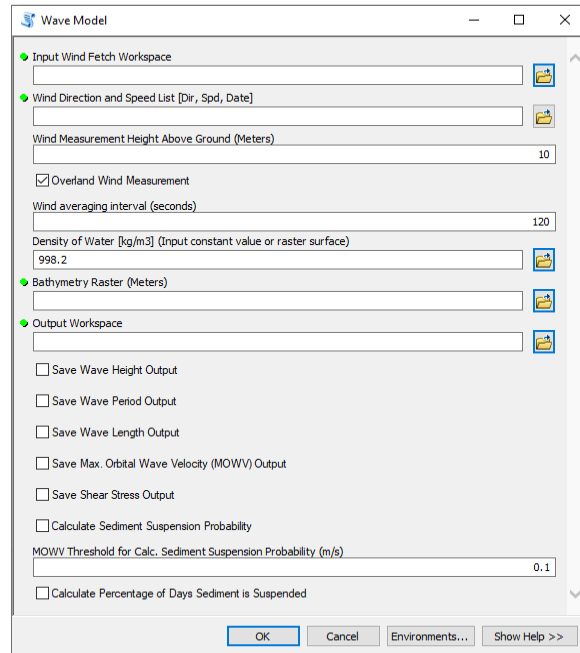 Wave Model
Input Wind Fetch Workspace
Wind Direction and Speed List [Dir, Spd, Date]
Wind Measurement Height Above Ground (Meters)
10
Overland Wind Measurement
Wind averaging interval (seconds)
120
Density of Water [kg/m3] (Input constant value or raster surface)
998.2
Bathymetry Raster (Meters)
Output Workspace
Save Wave Height Output
Save Wave Period Output
Save Wave Length Output
Save Max. Orbital Wave Velocity (MOWV) Output
Save Shear Stress Output
Calculate Sediment Suspension Probability
MOWV Threshold for Calc. Sediment Suspension Probability (m/s)
0.1
Calculate Percentage of Days Sediment is Suspended
OK Cancel Environments... Show Help >>